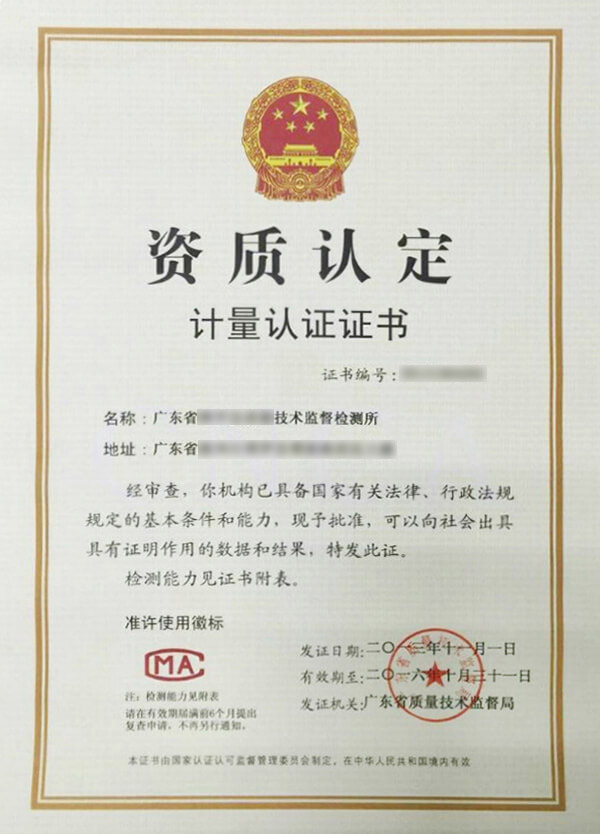 资质认定
计量认证证书
证书编号:
名称:广东省 技术监督检测所
地址:广东省
经审查,你机构已具备国家有关法律、行政法规
规定的基本条件和能力,现予批准,可以向社会出具
具有证明作用的数据和结果,特发此证。
检测能力见证书附表。
准许使用徽标
CMA
注:检测能力见附表
请在有效期届满前6个月提出
复查申请,不再另行通知。
发证日期:二〇一三年十一月一日
有效期至:二〇一六年十月三十一日
发证机关:广东省质量技术监督局
本证书由国家认证认可监督管理委员会制定,在中华人民共和国境内有效